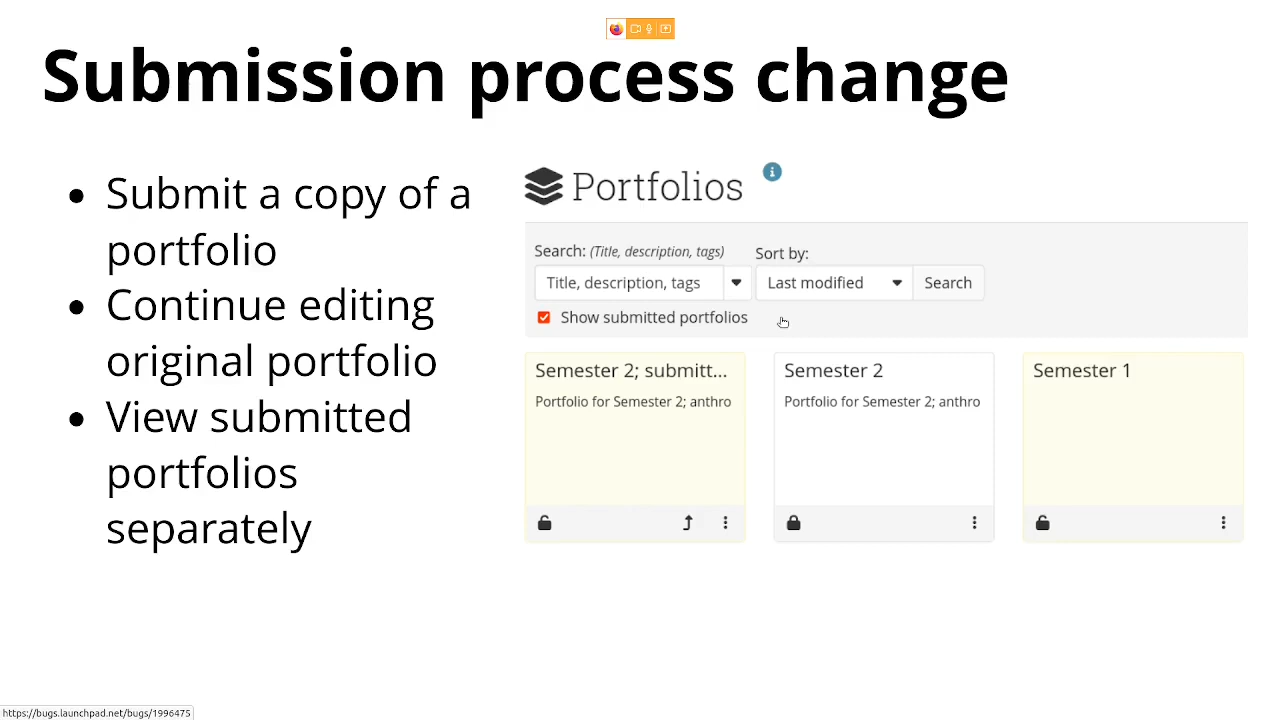 Submission process change
• Submit a copy of a
portfolio
• Continue editing
original portfolio
• View submitted
portfolios
separately
Portfolios
Search: (Title, description, tags)
Sort by:
Title, description, tags
Last modified
Search
Show submitted portfolios
Semester 2; submitt...
Portfolio for Semester 2; anthro
Semester 2
Portfolio for Semester 2; anthro
Semester 1
https://bugs.launchpad.net/bugs/1996475